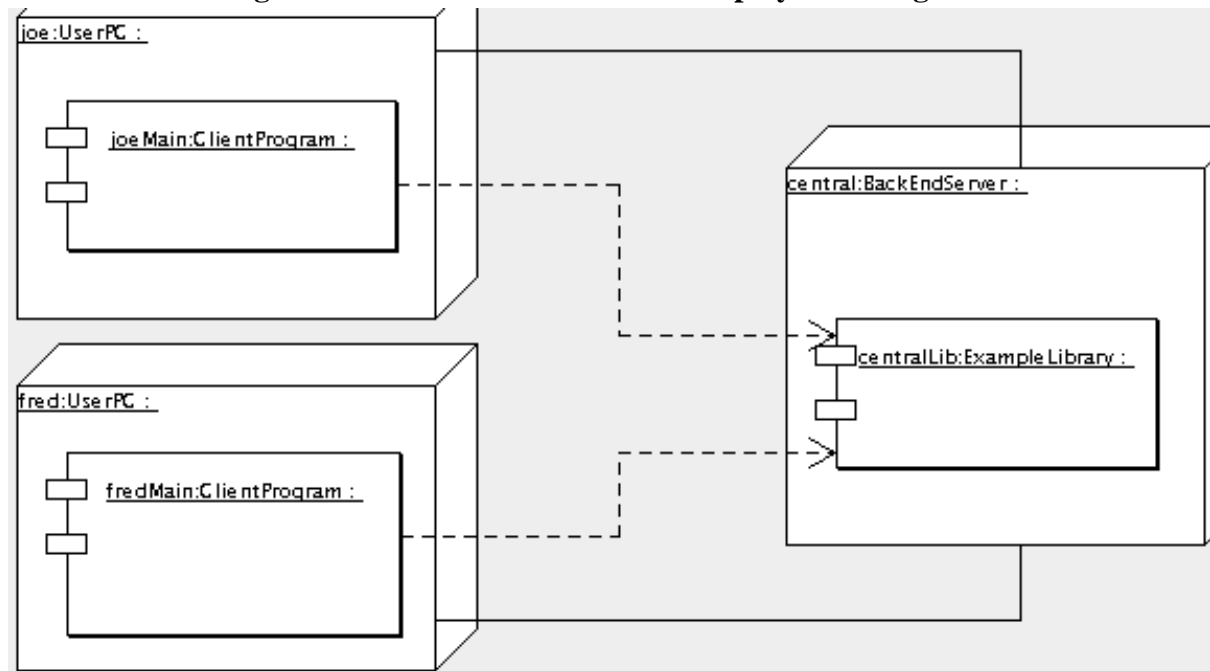 joe:UserPC :
joeMain:ClientProgram :
central:BackEndServer :
centralLib:ExampleLibrary :
fred:UserPC :
fredMain:ClientProgram :